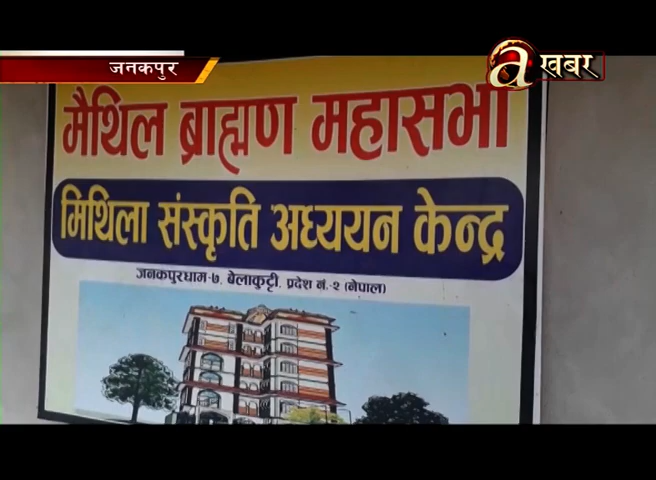 जनकपुर
a खबर
मैथिल ब्राह्मण महासभा
मिथिला संस्कृति अध्ययन केन्द्र
जनकपुरधाम-७, बेलाकुट्टी, प्रदेश नं.-२ (नेपाल)